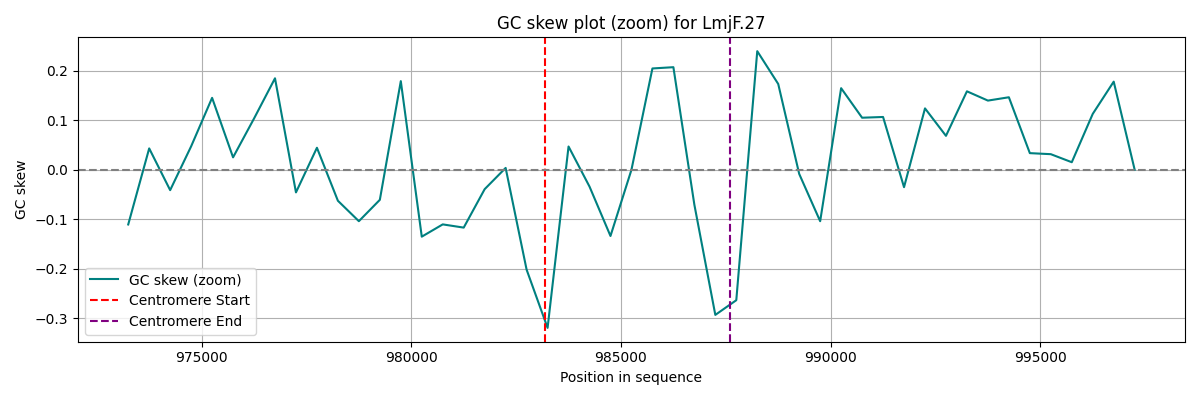 GC skew plot (zoom) for LmjF.27
GC skew
0.2
0.1
0.0
−0.1
−0.2
−0.3
GC skew (zoom)
Centromere Start
Centromere End
975000 980000 985000 990000 995000
Position in sequence